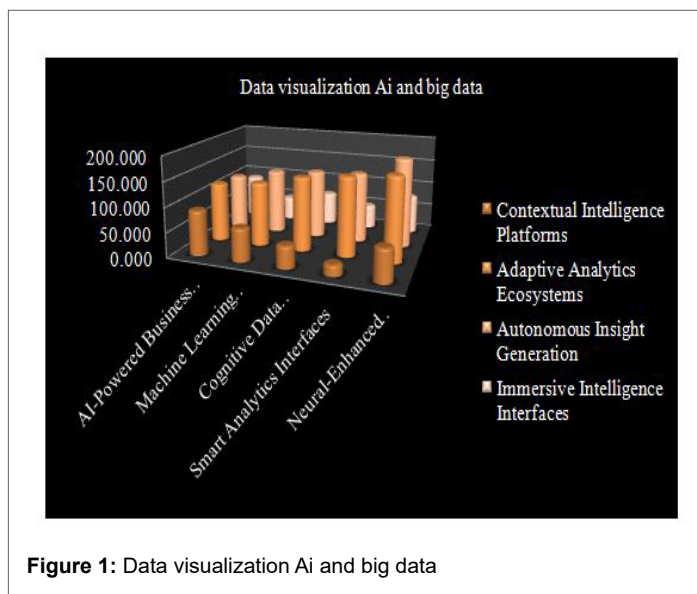 Data visualization Ai and big data
200.000
150.000
100.000
50.000
0.000
AI-Powered Business..
Machine Learning..
Cognitive Data..
Smart Analytics Interfaces
Neural-Enhanced..
Contextual Intelligence
Platforms
Adaptive Analytics
Ecosystems
Autonomous Insight
Generation
Immersive Intelligence
Interfaces
Figure 1: Data visualization Ai and big data